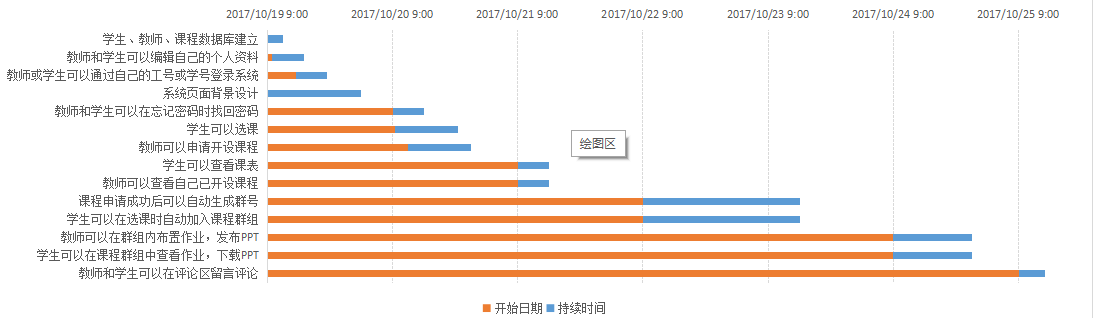 2017/10/19 9:00 2017/10/20 9:00 2017/10/21 9:00 2017/10/22 9:00 2017/10/23 9:00 2017/10/24 9:00 2017/10/25 9:00
学生、教师、课程数据库建立
教师和学生可以编辑自己的个人资料
教师或学生可以通过自己的工号或学号登录系统
系统页面背景设计
教师和学生可以在忘记密码时找回密码
学生可以选课
教师可以申请开设课程
绘图区
学生可以查看课表
教师可以查看自己已开设课程
课程申请成功后可以自动生成群号
学生可以在选课时自动加入课程群组
教师可以在群组内布置作业，发布PPT
学生可以在课程群组中查看作业，下载PPT
教师和学生可以在评论区留言评论
开始日期 持续时间